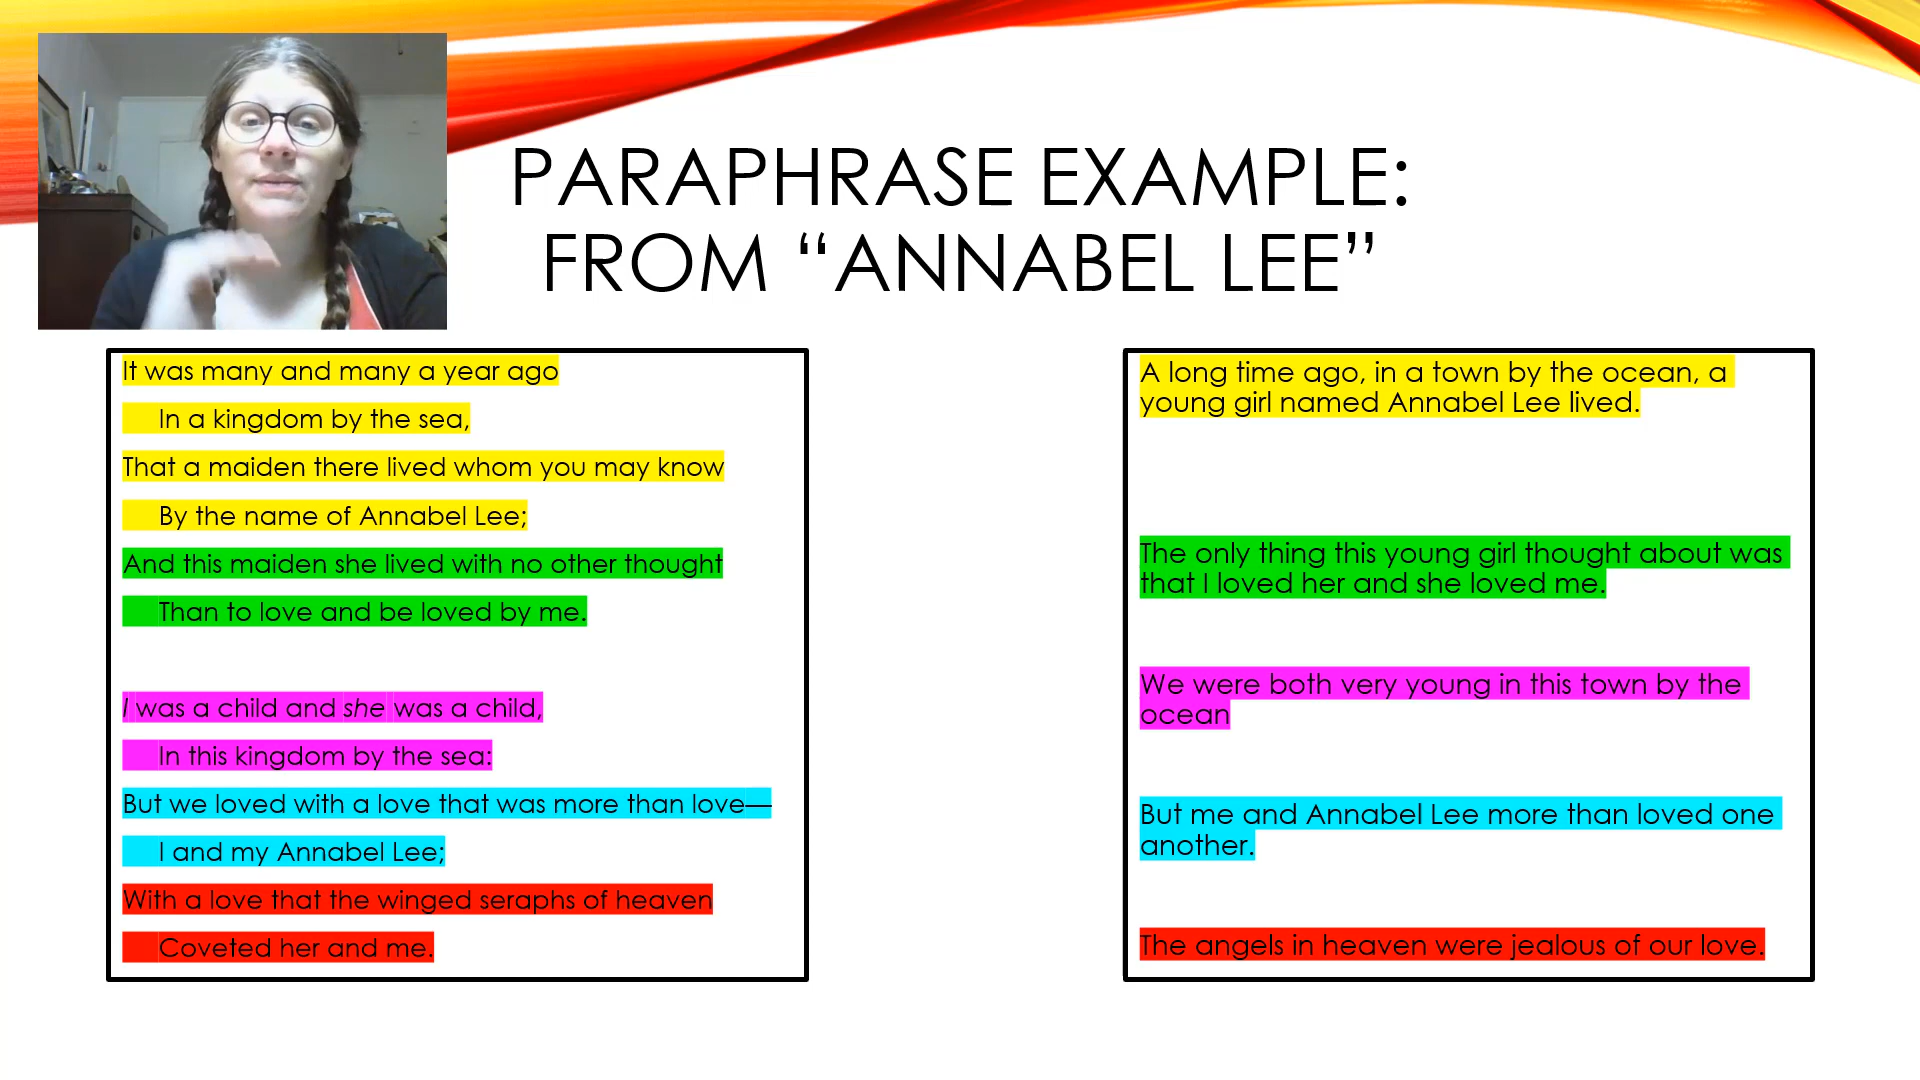 PARAPHRASE EXAMPLE:
FROM “ANNABEL LEE”
It was many and many a year ago
In a kingdom by the sea,
That a maiden there lived whom you may know
By the name of Annabel Lee;
And this maiden she lived with no other thought
Than to love and be loved by me.
I was a child and she was a child,
In this kingdom by the sea:
But we loved with a love that was more than love—
I and my Annabel Lee;
With a love that the winged seraphs of heaven
Coveted her and me.
A long time ago, in a town by the ocean, a
young girl named Annabel Lee lived.
The only thing this young girl thought about was
that I loved her and she loved me.
We were both very young in this town by the
ocean
But me and Annabel Lee more than loved one
another.
The angels in heaven were jealous of our love.